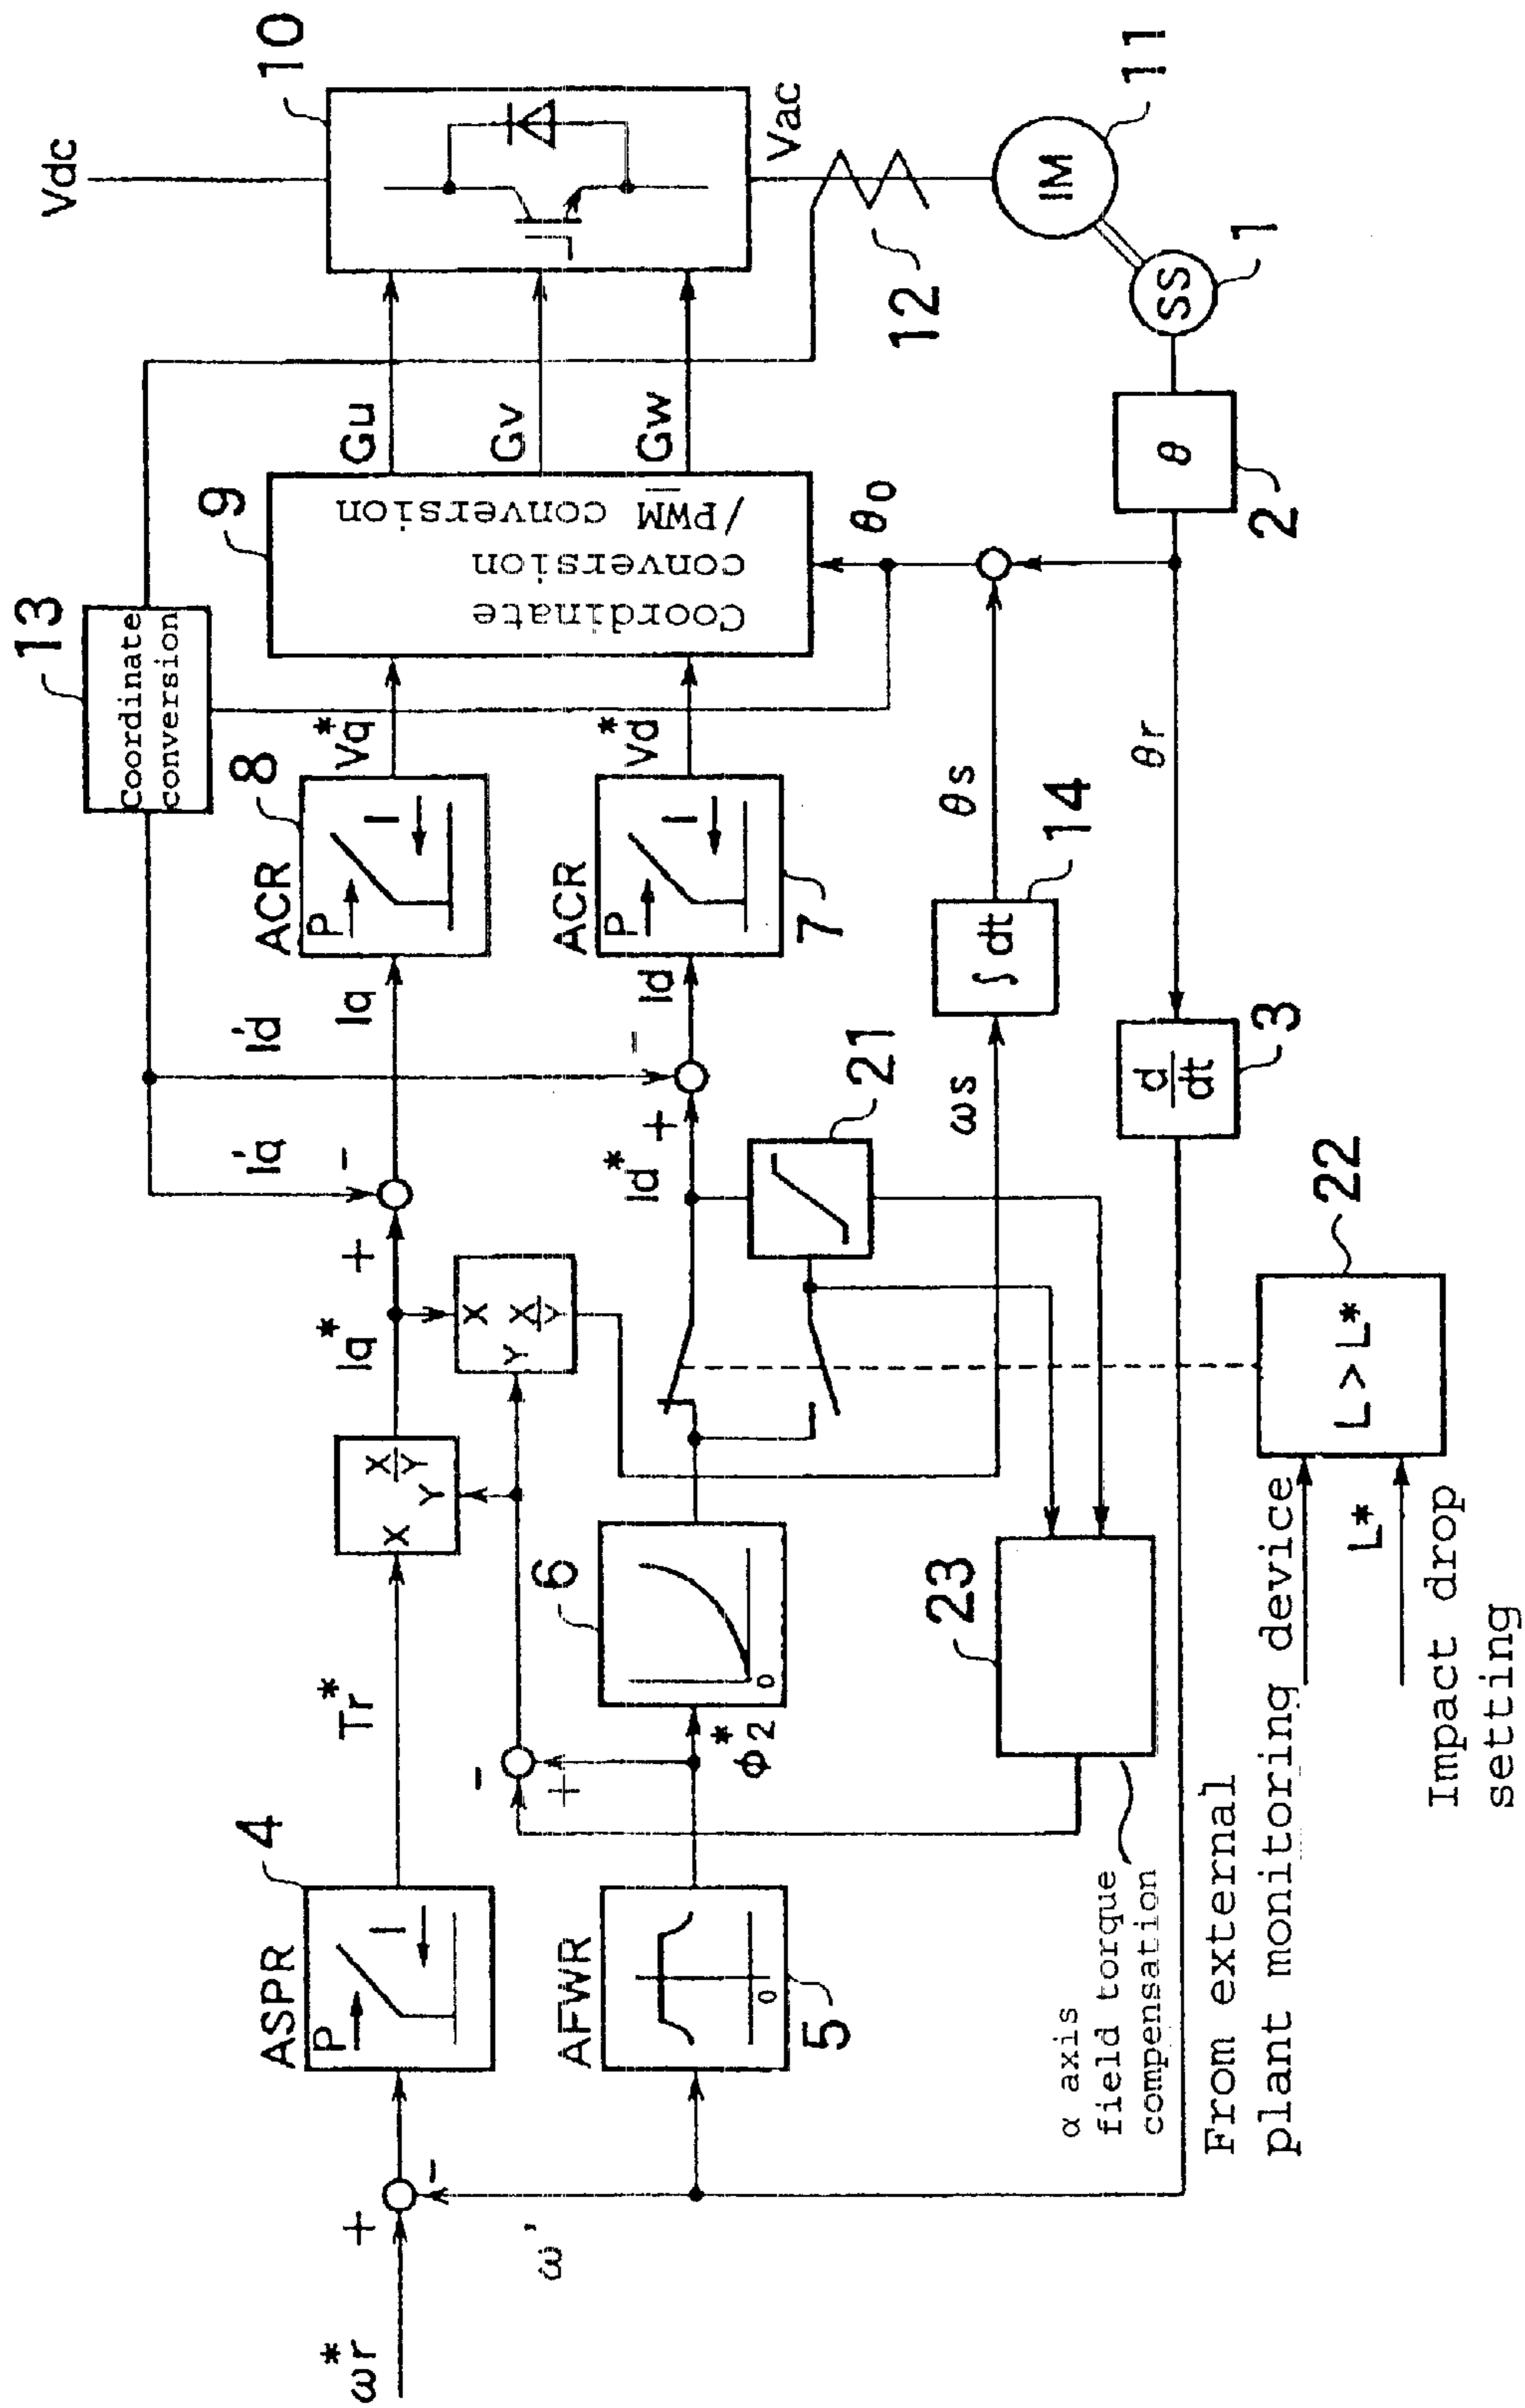 Vdc
10
Gu
Gv
Gw
Vac
12
IM
11
SS
1
θ
2
13
Coordinate
conversion
9
Coordinate
conversion
/PWM conversion
θ0
θr
8
ACR
P
I
Vq*
ACR
P
I
Vd*
7
θs
14
∫ dt
ωs
d
dt
3
I'd
I'q
Iq
Id
-
+
-
+
Iq*
Id*
21
X
Y
X
Y
X
Y
X
Y
22
L > L*
L*
Impact drop
setting
From external
plant monitoring device
23
α axis
field torque
compensation
6
0
Tr*
ϕ2*
-
+
4
ASPR
P
I
AFWR
0
5
+
-
ω'
ωr*